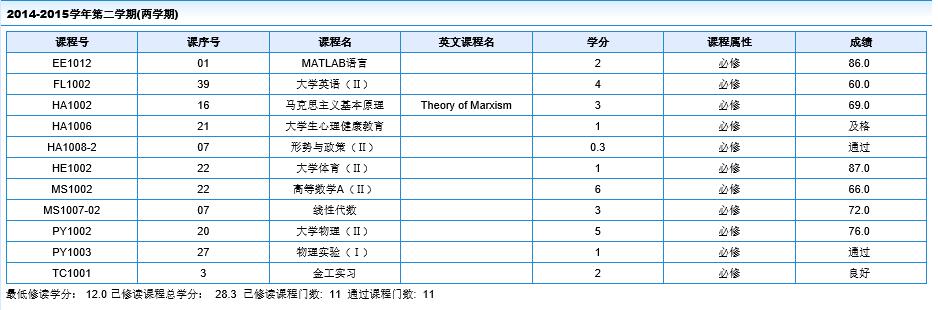 2014-2015学年第二学期(两学期)
课程号 课序号 课程名 英文课程名 学分 课程属性 成绩
EE1012 01 MATLAB语言 2 必修 86.0
FL1002 39 大学英语（Ⅱ） 4 必修 60.0
HA1002 16 马克思主义基本原理 Theory of Marxism 3 必修 69.0
HA1006 21 大学生心理健康教育 1 必修 及格
HA1008-2 07 形势与政策（Ⅱ） 0.3 必修 通过
HE1002 22 大学体育（Ⅱ） 1 必修 87.0
MS1002 22 高等数学A（Ⅱ） 6 必修 66.0
MS1007-02 07 线性代数 3 必修 72.0
PY1002 20 大学物理（Ⅱ） 5 必修 76.0
PY1003 27 物理实验（Ⅰ） 1 必修 通过
TC1001 3 金工实习 2 必修 良好
最低修读学分： 12.0 已修读课程总学分： 28.3 已修读课程门数: 11 通过课程门数: 11